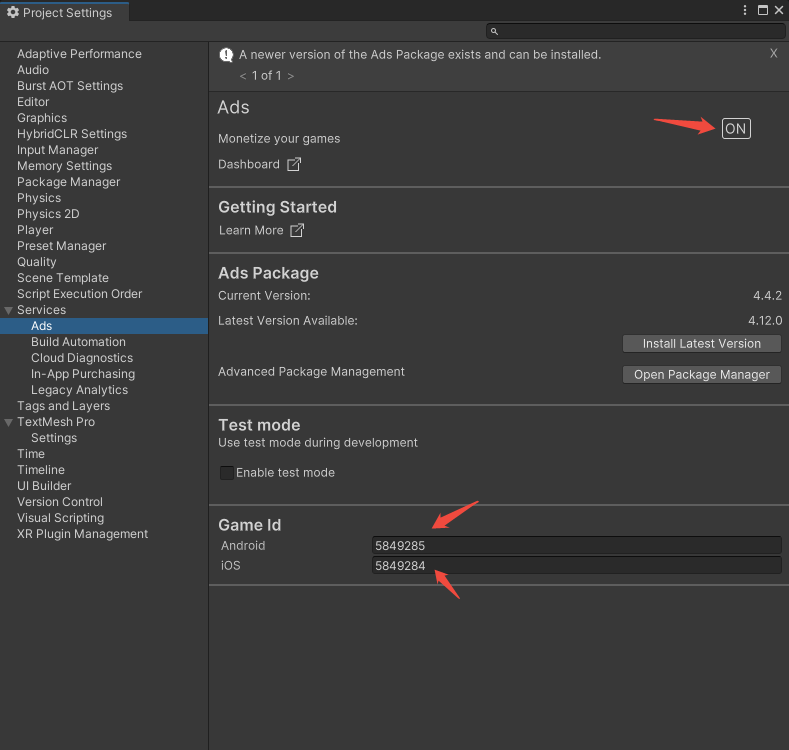 Project Settings
Adaptive Performance
Audio
Burst AOT Settings
Editor
Graphics
HybridCLR Settings
Input Manager
Memory Settings
Package Manager
Physics
Physics 2D
Player
Preset Manager
Quality
Scene Template
Script Execution Order
Services
Ads
Build Automation
Cloud Diagnostics
In-App Purchasing
Legacy Analytics
Tags and Layers
TextMesh Pro
Settings
Time
Timeline
UI Builder
Version Control
Visual Scripting
XR Plugin Management
A newer version of the Ads Package exists and can be installed. X
< 1 of 1 >
Ads
ON
Monetize your games
Dashboard
Getting Started
Learn More
Ads Package
Current Version: 4.4.2
Latest Version Available: 4.12.0
Install Latest Version
Advanced Package Management Open Package Manager
Test mode
Use test mode during development
Enable test mode
Game Id
Android 5849285
iOS 5849284